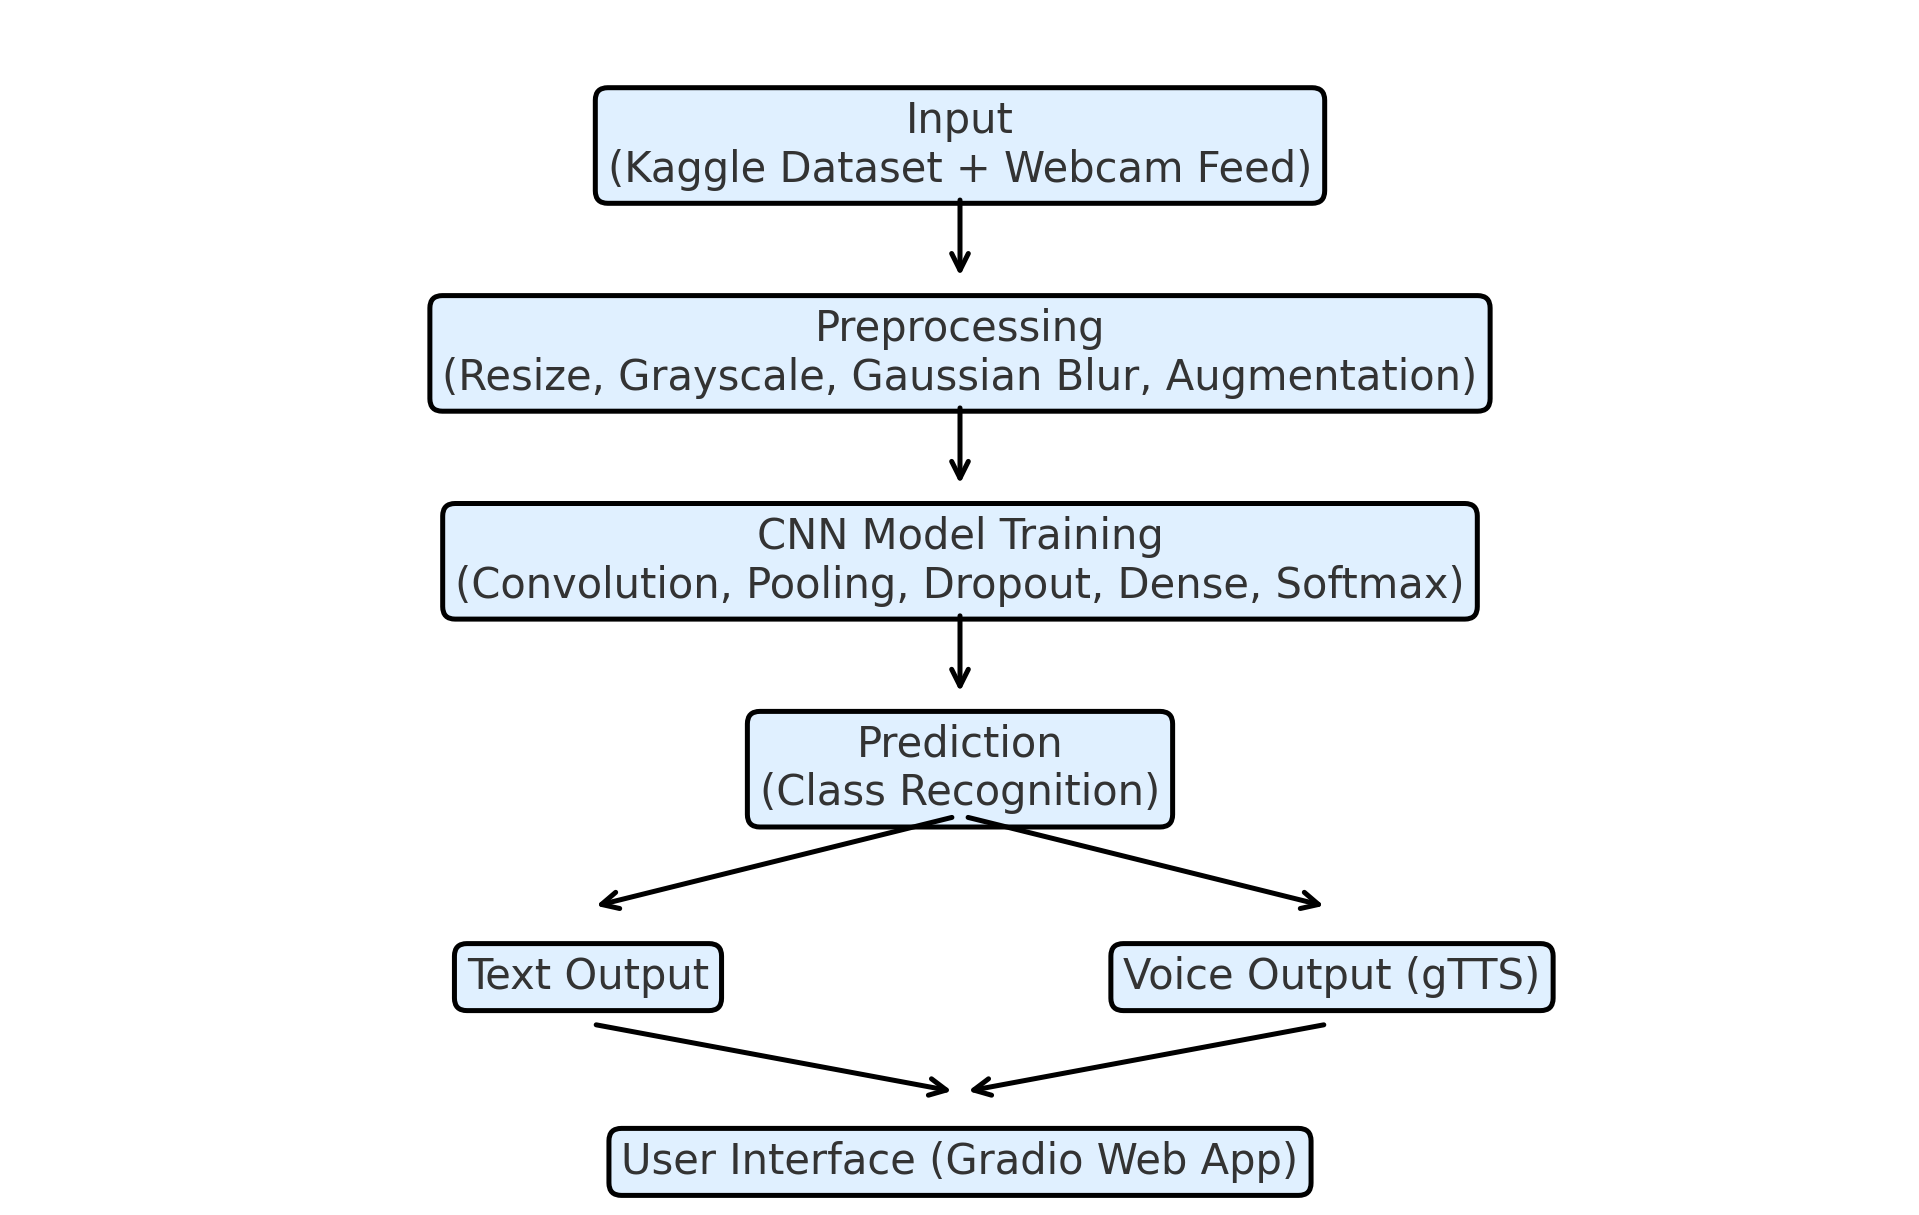 Input
(Kaggle Dataset + Webcam Feed)
Preprocessing
(Resize, Grayscale, Gaussian Blur, Augmentation)
CNN Model Training
(Convolution, Pooling, Dropout, Dense, Softmax)
Prediction
(Class Recognition)
Text Output
Voice Output (gTTS)
User Interface (Gradio Web App)